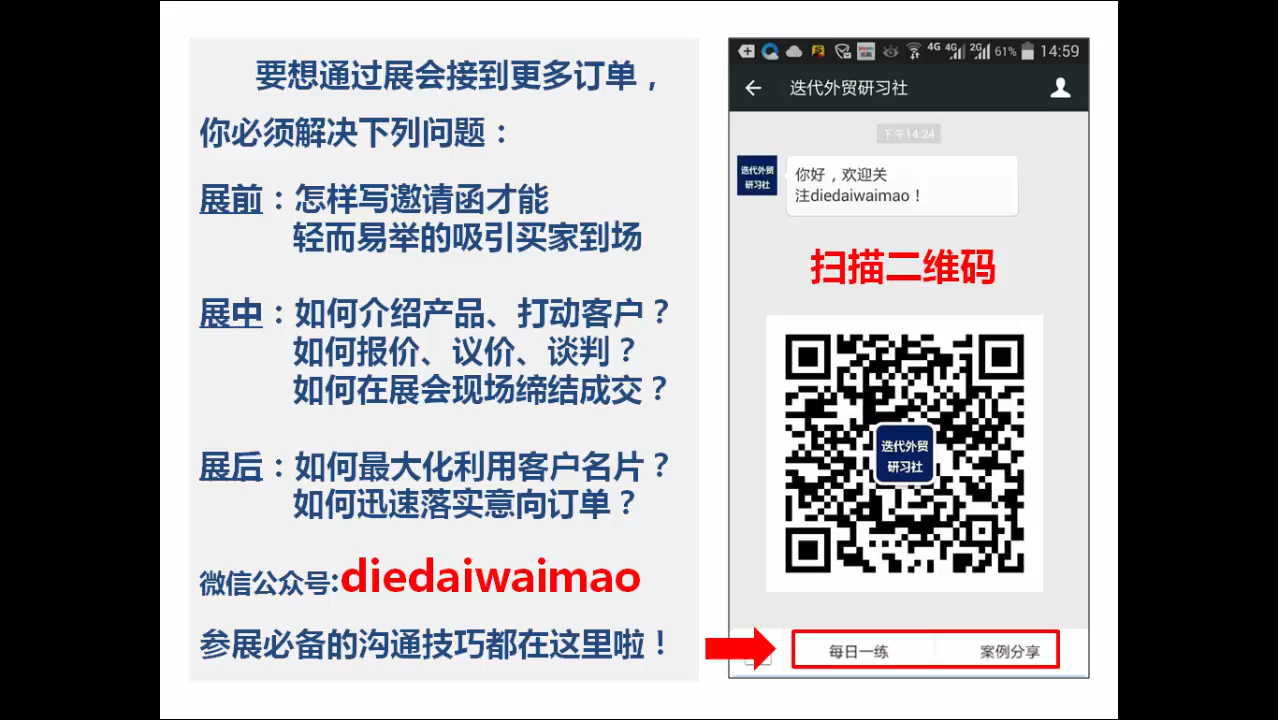 要想通过展会接到更多订单，
你必须解决下列问题：
展前：怎样写邀请函才能
轻而易举的吸引买家到场
展中：如何介绍产品、打动客户？
如何报价、议价、谈判？
如何在展会现场缔结成交？
展后：如何最大化利用客户名片？
如何迅速落实意向订单？
微信公众号:diedaiwaimao
参展必备的沟通技巧都在这里啦！
4G 4G 2G 61% 14:59
迭代外贸研习社
下午14:24
迭代外贸
研习社
你好，欢迎关
注diedaiwaimao！
扫描二维码
迭代外贸
研习社
每日一练 案例分享